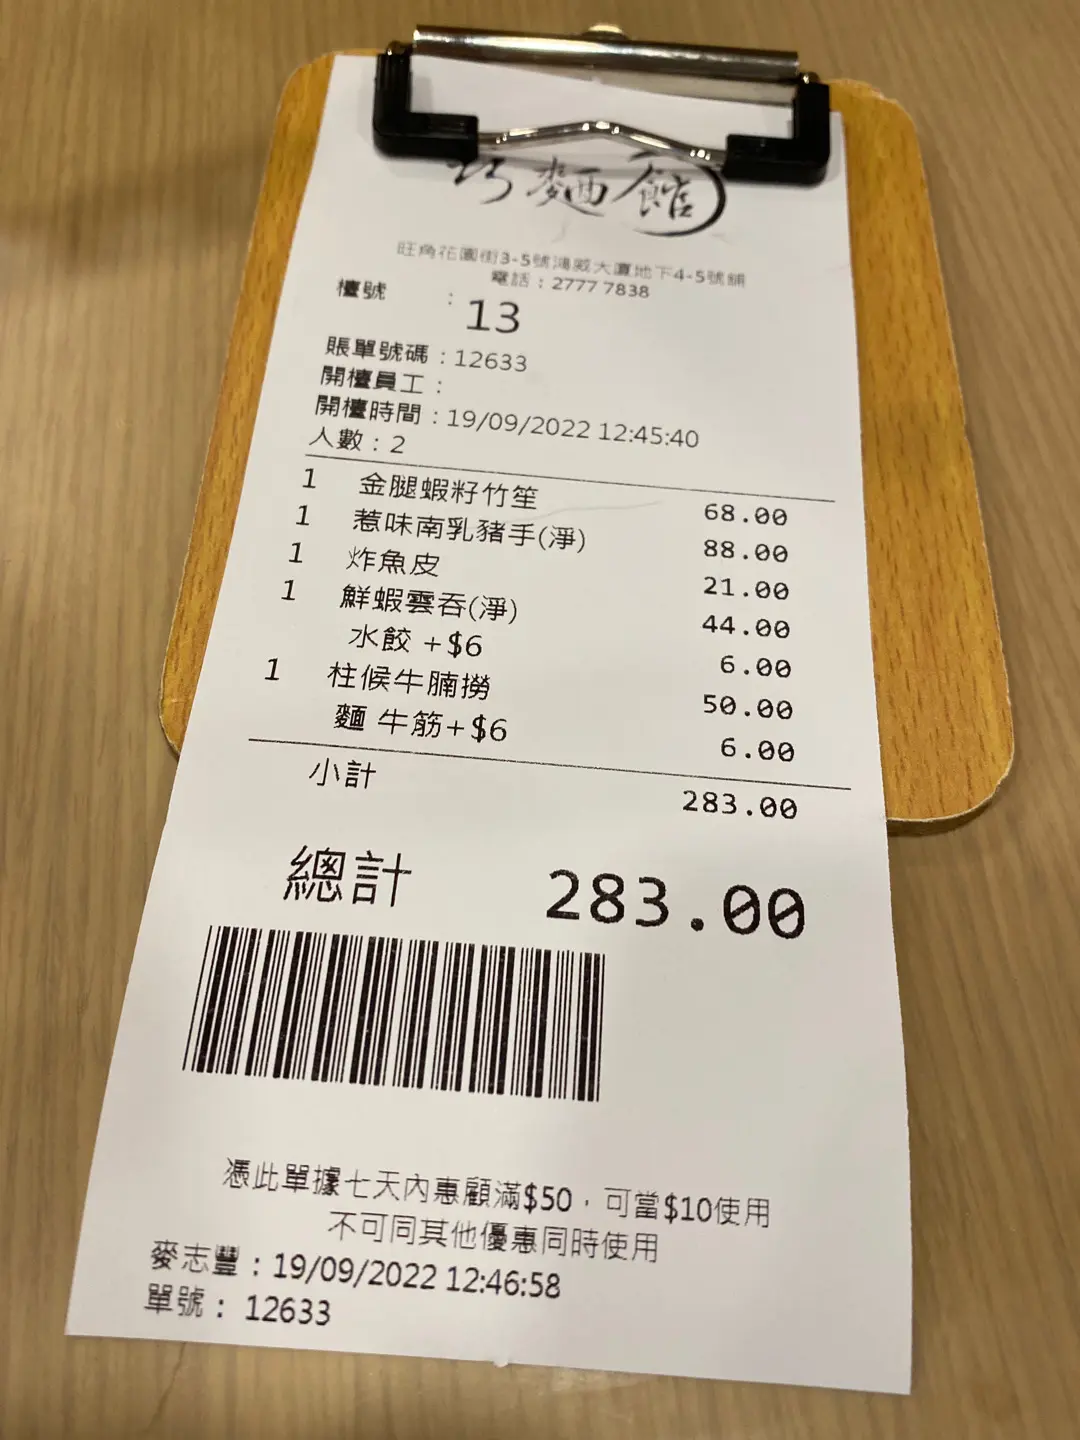 巧麵館
旺角花園街3-5號鴻威大廈地下4-5號舖
電話：2777 7838
檯號 : 13
賬單號碼：12633
開檯員工：
開檯時間：19/09/2022 12:45:40
人數：2
1 金腿蝦籽竹笙 68.00
1 惹味南乳豬手(淨) 88.00
1 炸魚皮 21.00
1 鮮蝦雲吞(淨) 44.00
水餃 +$6 6.00
1 柱候牛腩撈 50.00
麵 牛筋+$6 6.00
小計 283.00
總計 283.00
憑此單據七天內惠顧滿$50，可當$10使用
不可同其他優惠同時使用
麥志豐：19/09/2022 12:46:58
單號： 12633